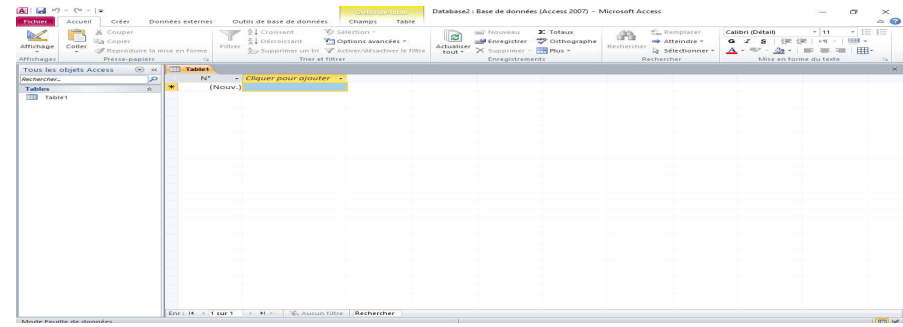 Outils de table
Database2 : Base de données (Access 2007) - Microsoft Access
Fichier Accueil Créer Données externes Outils de base de données Champs Table
Affichage
Coller
Couper
Copier
Reproduire la mise en forme
Filtrer
Croissant
Décroissant
Supprimer un tri
Sélection
Options avancées
Activer/désactiver le filtre
Actualiser tout
Nouveau
Enregistrer
Supprimer
Σ Totaux
Orthographe
Plus
Rechercher
Remplacer
Atteindre
Sélectionner
Calibri (Détail) 11
G I S
Affichages Presse-papiers Trier et filtrer Enregistrements Rechercher Mise en forme du texte
Tous les objets Access
Rechercher...
Tables
Table1
Table1
N° Cliquer pour ajouter
(Nouv.)
Enr : 1 sur 1 Aucun filtre Rechercher
Mode Feuille de données